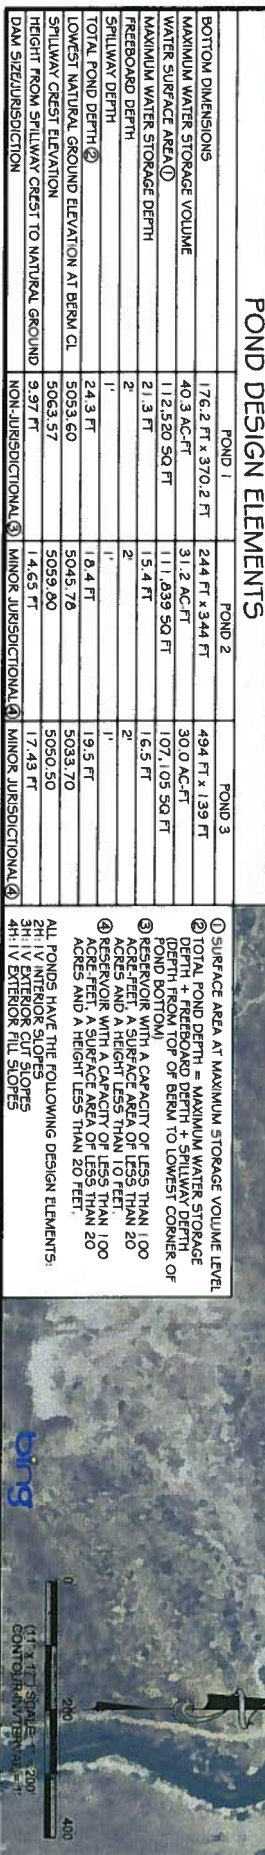 POND DESIGN ELEMENTS
POND 1 POND 2 POND 3
BOTTOM DIMENSIONS 176.2 FT x 370.2 FT 244 FT x 344 FT 494 FT x 139 FT
MAXIMUM WATER STORAGE VOLUME 40.3 AC-FT 31.2 AC-FT 30.0 AC-FT
WATER SURFACE AREA ① 112,520 SQ FT 111,839 SQ FT 107,105 SQ FT
MAXIMUM WATER STORAGE DEPTH 21.3 FT 15.4 FT 16.5 FT
FREEBOARD DEPTH 2' 2' 2'
SPILLWAY DEPTH 1' 1' 1'
TOTAL POND DEPTH ② 24.3 FT 18.4 FT 19.5 FT
LOWEST NATURAL GROUND ELEVATION AT BERM CL 5053.60 5045.78 5033.70
SPILLWAY CREST ELEVATION 5063.57 5059.80 5050.50
HEIGHT FROM SPILLWAY CREST TO NATURAL GROUND 9.97 FT 14.65 FT 17.43 FT
DAM SIZE/JURISDICTION NON-JURISDICTIONAL ③ MINOR JURISDICTIONAL ④ MINOR JURISDICTIONAL ④
① SURFACE AREA AT MAXIMUM STORAGE VOLUME LEVEL
② TOTAL POND DEPTH = MAXIMUM WATER STORAGE
DEPTH + FREEBOARD DEPTH + SPILLWAY DEPTH
(DEPTH FROM TOP OF BERM TO LOWEST CORNER OF
POND BOTTOM)
③ RESERVOIR WITH A CAPACITY OF LESS THAN 100
ACRE-FEET, A SURFACE AREA OF LESS THAN 20
ACRES AND A HEIGHT LESS THAN 10 FEET.
④ RESERVOIR WITH A CAPACITY OF LESS THAN 100
ACRE-FEET, A SURFACE AREA OF LESS THAN 20
ACRES AND A HEIGHT LESS THAN 20 FEET.
ALL PONDS HAVE THE FOLLOWING DESIGN ELEMENTS:
2H:1V INTERIOR SLOPES
3H:1V EXTERIOR CUT SLOPES
4H:1V EXTERIOR FILL SLOPES
bing
0 200 400
(11" x 17") SCALE: 1" = 200'
CONTOUR INVTERVAL = 1'